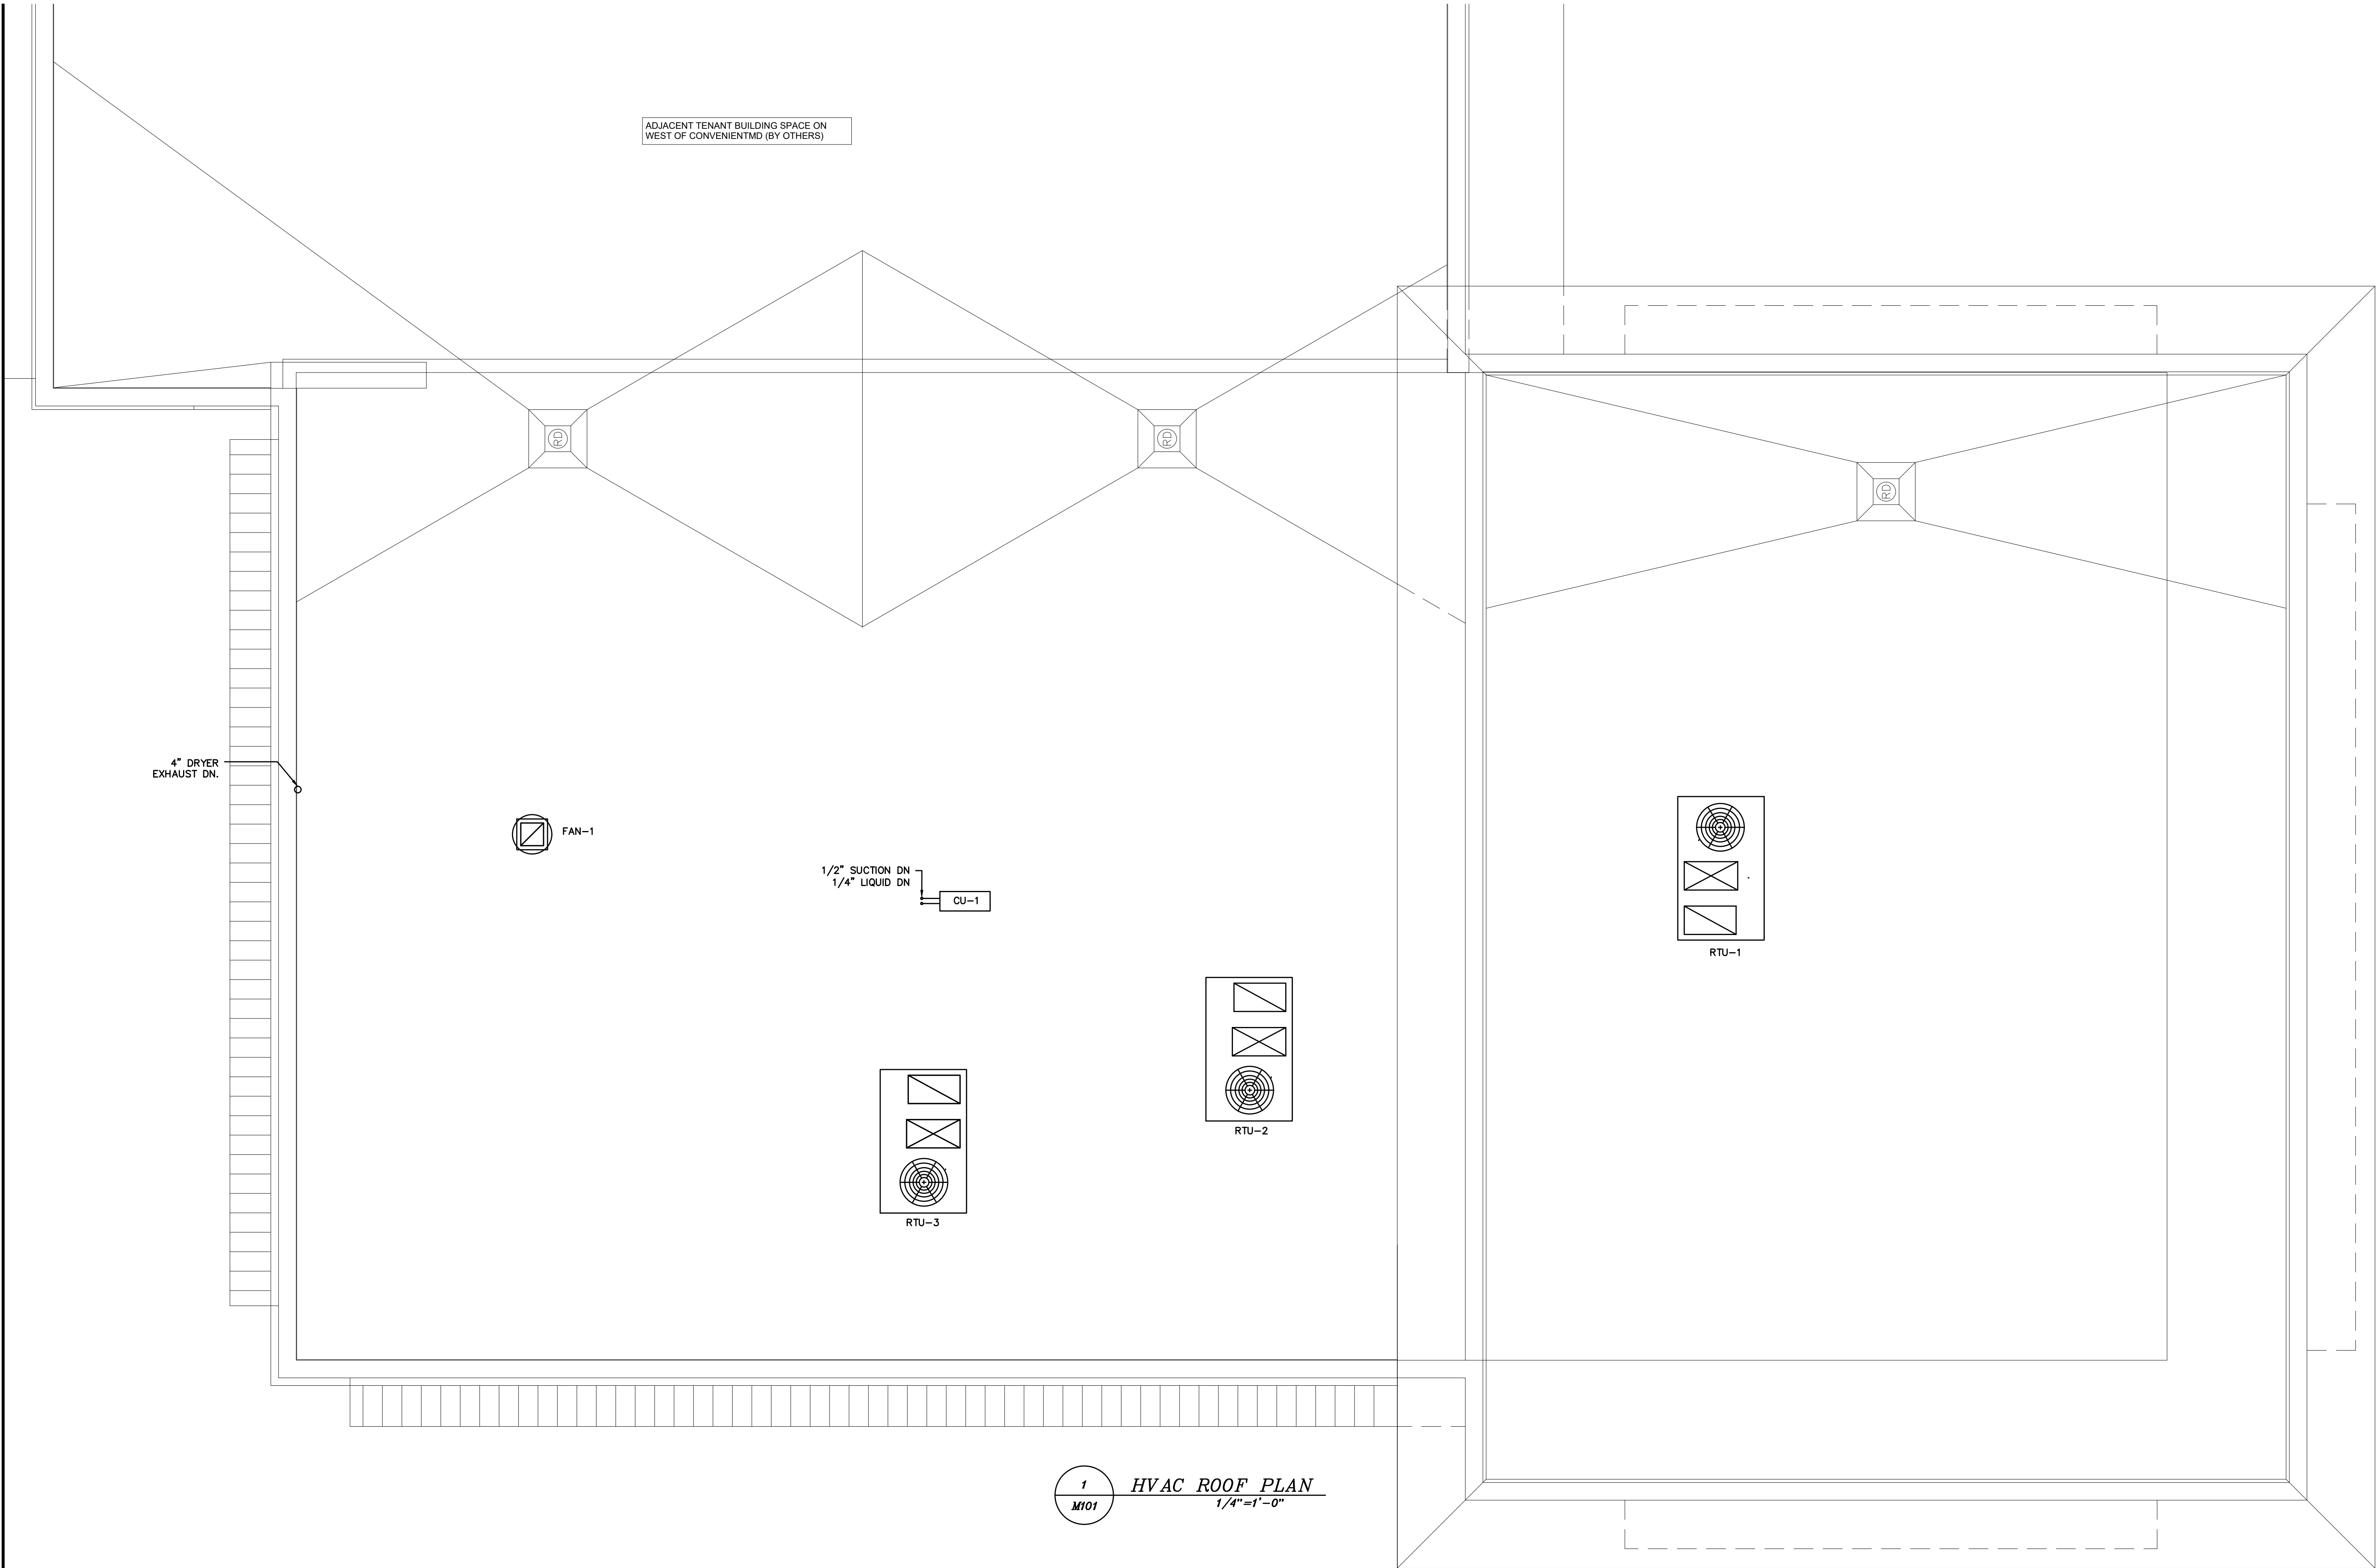 ADJACENT TENANT BUILDING SPACE ON
WEST OF CONVENIENTMD (BY OTHERS)
RD
RD
RD
4" DRYER
EXHAUST DN.
FAN-1
1/2" SUCTION DN
1/4" LIQUID DN
CU-1
RTU-1
RTU-2
RTU-3
1
M101
HVAC ROOF PLAN
1/4"=1'-0"